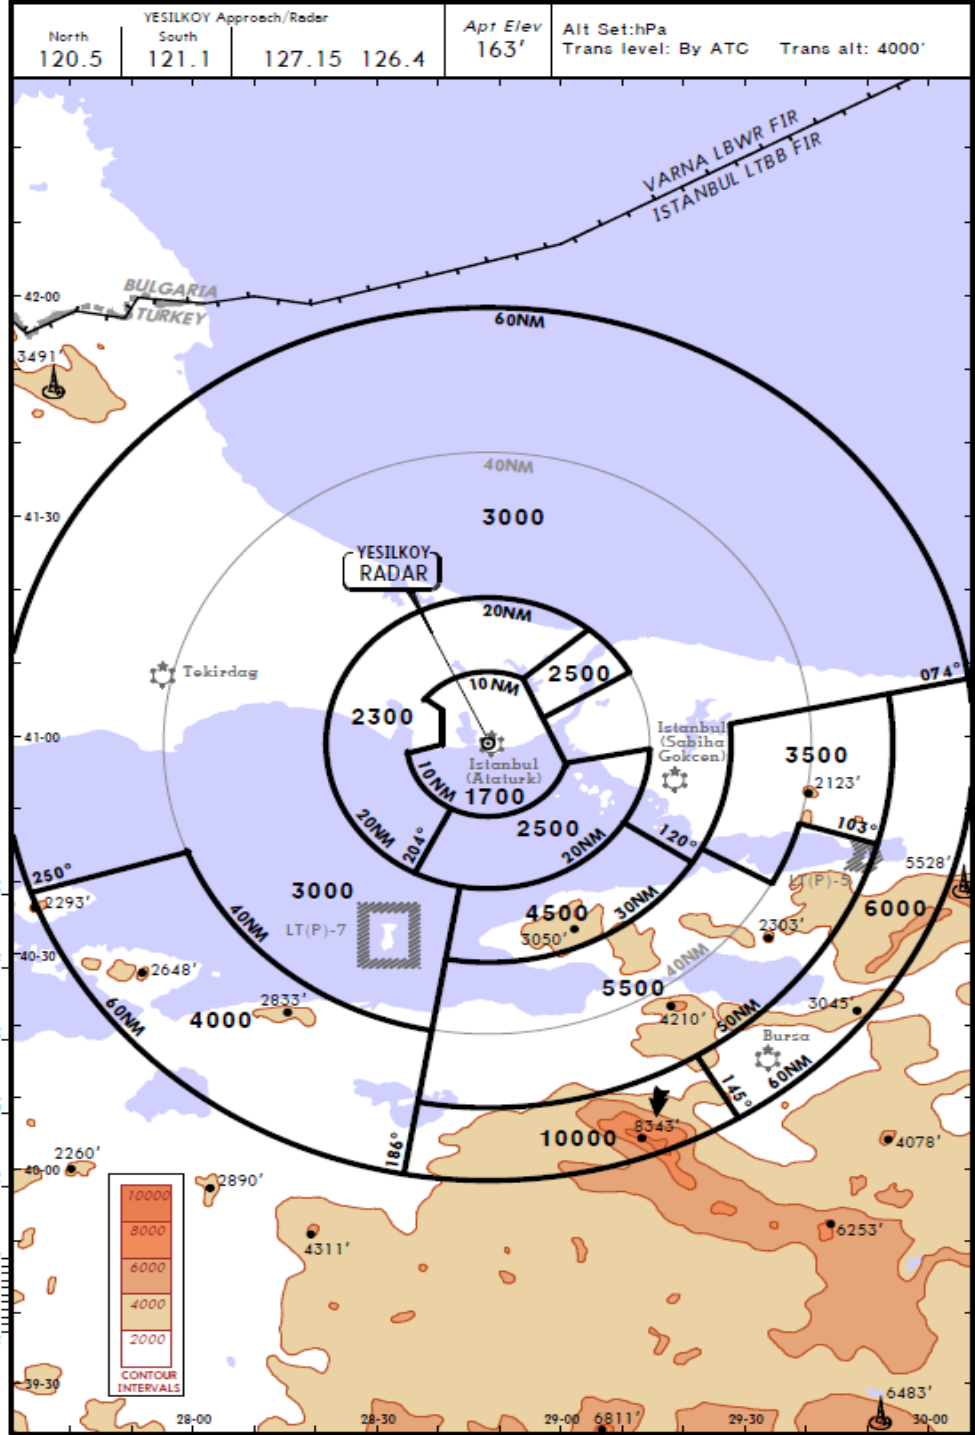 YESILKOY Approach/Radar
North
120.5
South
121.1
127.15 126.4
Apt Elev
163'
Alt Set:hPa
Trans level: By ATC Trans alt: 4000'
VARNA LBWR FIR
ISTANBUL LTBB FIR
BULGARIA
TURKEY
42-00
60NM
3491'
40NM
3000
41-30
YESILKOY
RADAR
20NM
Tekirdag
10NM
2500
074°
2300
41-00
Istanbul
(Sabiha
Gokcen)
Istanbul
(Ataturk)
3500
10NM
1700
2123'
20NM
204°
2500
20NM
120°
103°
250°
3000
LT(P)-5
5528'
2293'
40NM
LT(P)-7
4500
3050'
30NM
2303'
6000
40-30
2648'
40NM
60NM
2833'
4000
5500
4210'
50NM
3045'
Bursa
145°
60NM
186°
10000
8343'
4078'
2260'
40-00
2890'
10000
8000
6000
4000
2000
CONTOUR
INTERVALS
4311'
6253'
39-30
28-00
28-30
29-00
6811'
29-30
6483'
30-00